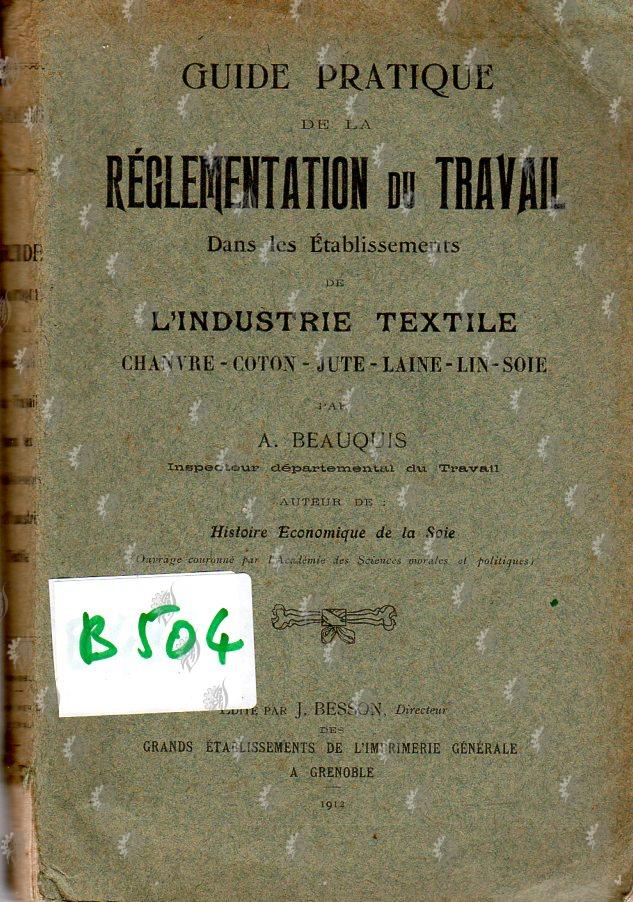 GUIDE PRATIQUE
DE LA
RÉGLEMENTATION DU TRAVAIL
Dans les Établissements
DE
L'INDUSTRIE TEXTILE
CHANVRE - COTON - JUTE - LAINE - LIN - SOIE
PAR
A. BEAUQUIS
Inspecteur départemental du Travail
AUTEUR DE :
Histoire Economique de la Soie
(Ouvrage couronné par l'Académie des Sciences morales et politiques)
B 504
ÉDITÉ PAR J. BESSON, Directeur
DES
GRANDS ÉTABLISSEMENTS DE L'IMPRIMERIE GÉNÉRALE
A GRENOBLE
1912